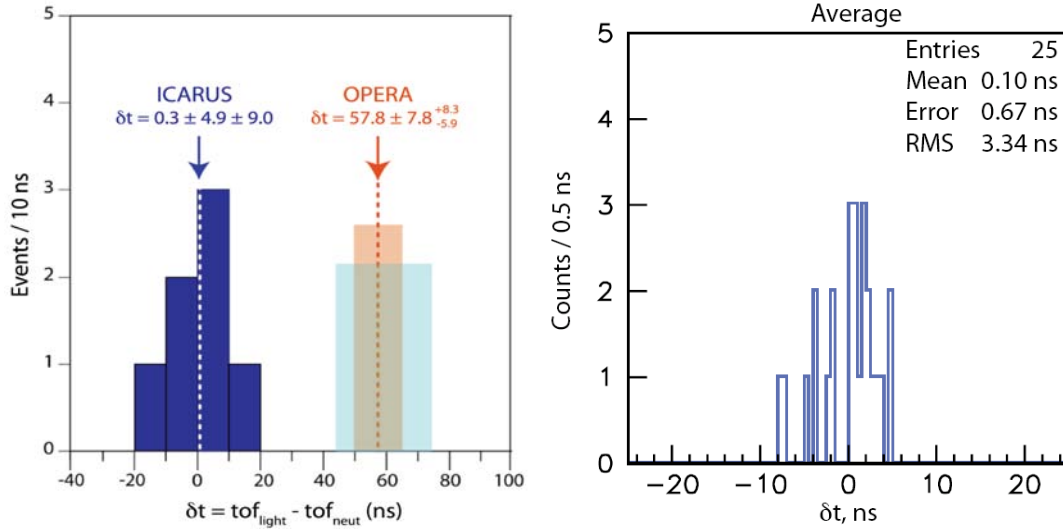 5
4
3
2
1
0
Events / 10 ns
ICARUS
δt = 0.3 ± 4.9 ± 9.0
OPERA
δt = 57.8 ± 7.8 +8.3 -5.9
-40 -20 0 20 40 60 80 100
δt = tof_light - tof_neut (ns)
Average
Entries 25
Mean 0.10 ns
Error 0.67 ns
RMS 3.34 ns
5
4
3
2
1
0
Counts / 0.5 ns
−20 −10 0 10 20
δt, ns